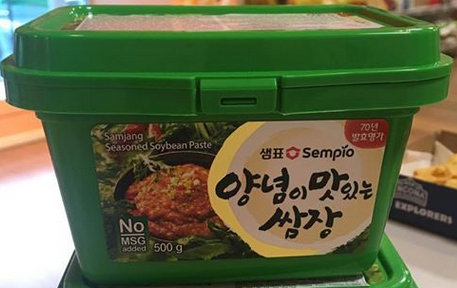 Samjang
Seasoned Soybean Paste
70년
발효명가
샘표 Sempio
양념이 맛있는
쌈장
No
MSG
added
500 g
EXPLORERS